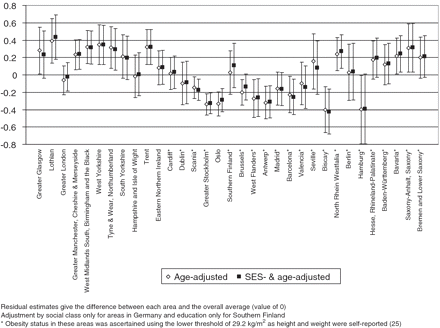 0.8
0.6
0.4
0.2
0
-0.2
-0.4
-0.6
-0.8
Greater Glasgow
Lothian
Greater London
Greater Manchester, Cheshire & Merseyside
West Midlands South, Birmingham and the Black
West Yorkshire
Tyne & Wear, Northumberland
South Yorkshire
Hampshire and Isle of Wight
Trent
Eastern Northern Ireland
Cardiff*
Dublin*
Scania*
Greater Stockholm*
Oslo
Southern Finland*
Brussels*
West Flanders*
Antwerp*
Madrid*
Barcelona*
Valencia*
Seville*
Biscay*
North Rhein Westfalia*
Berlin*
Hamburg*
Hesse, Rhineland-Palatinate*
Baden-Württemberg*
Bavaria*
Saxony-Anhalt, Saxony*
Bremen and Lower Saxony*
Age-adjusted
SES- & age-adjusted
Residual estimates give the difference between each area and the overall average (value of 0)
Adjustment by social class only for areas in Germany and education only for Southern Finland
* Obesity status in these areas was ascertained using the lower threshold of 29.2 kg/m² as height and weight were self-reported (25)